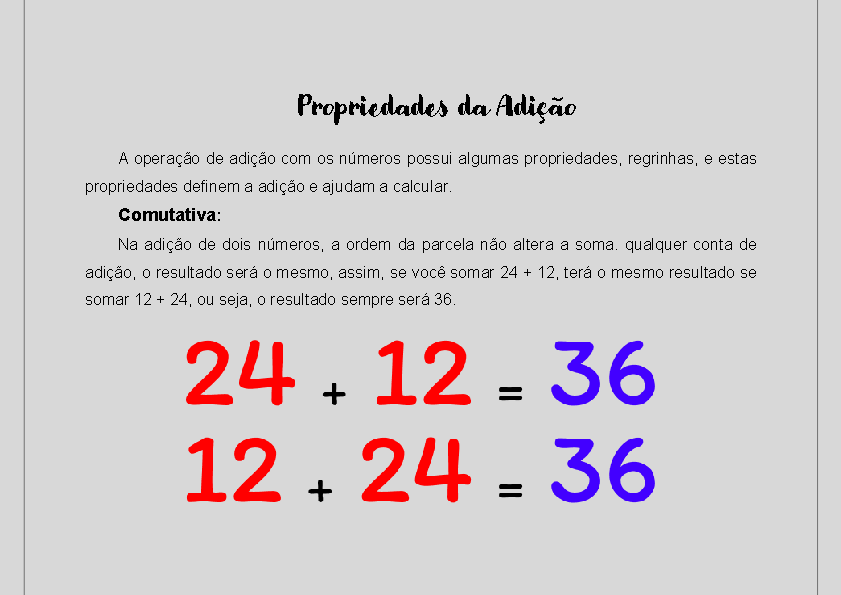 Propriedades da Adição
A operação de adição com os números possui algumas propriedades, regrinhas, e estas
propriedades definem a adição e ajudam a calcular.
Comutativa:
Na adição de dois números, a ordem da parcela não altera a soma. qualquer conta de
adição, o resultado será o mesmo, assim, se você somar 24 + 12, terá o mesmo resultado se
somar 12 + 24, ou seja, o resultado sempre será 36.
24 + 12 = 36
12 + 24 = 36